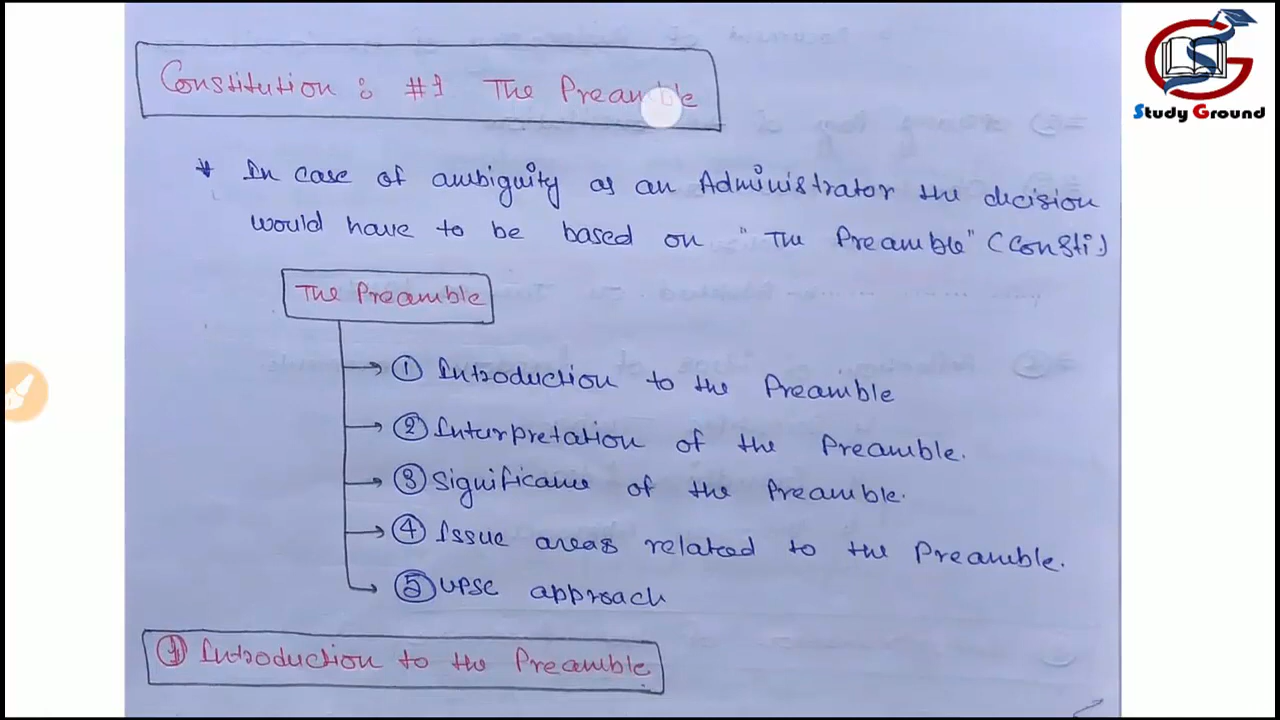 Study Ground
Constitution : #1 The Preamble
* In case of ambiguity as an Administrator the decision
would have to be based on "The Preamble" (Consti.)
The Preamble
① Introduction to the Preamble
② Interpretation of the Preamble.
③ Significance of the Preamble.
④ Issue areas related to the Preamble.
⑤ UPSC approach
① Introduction to the Preamble